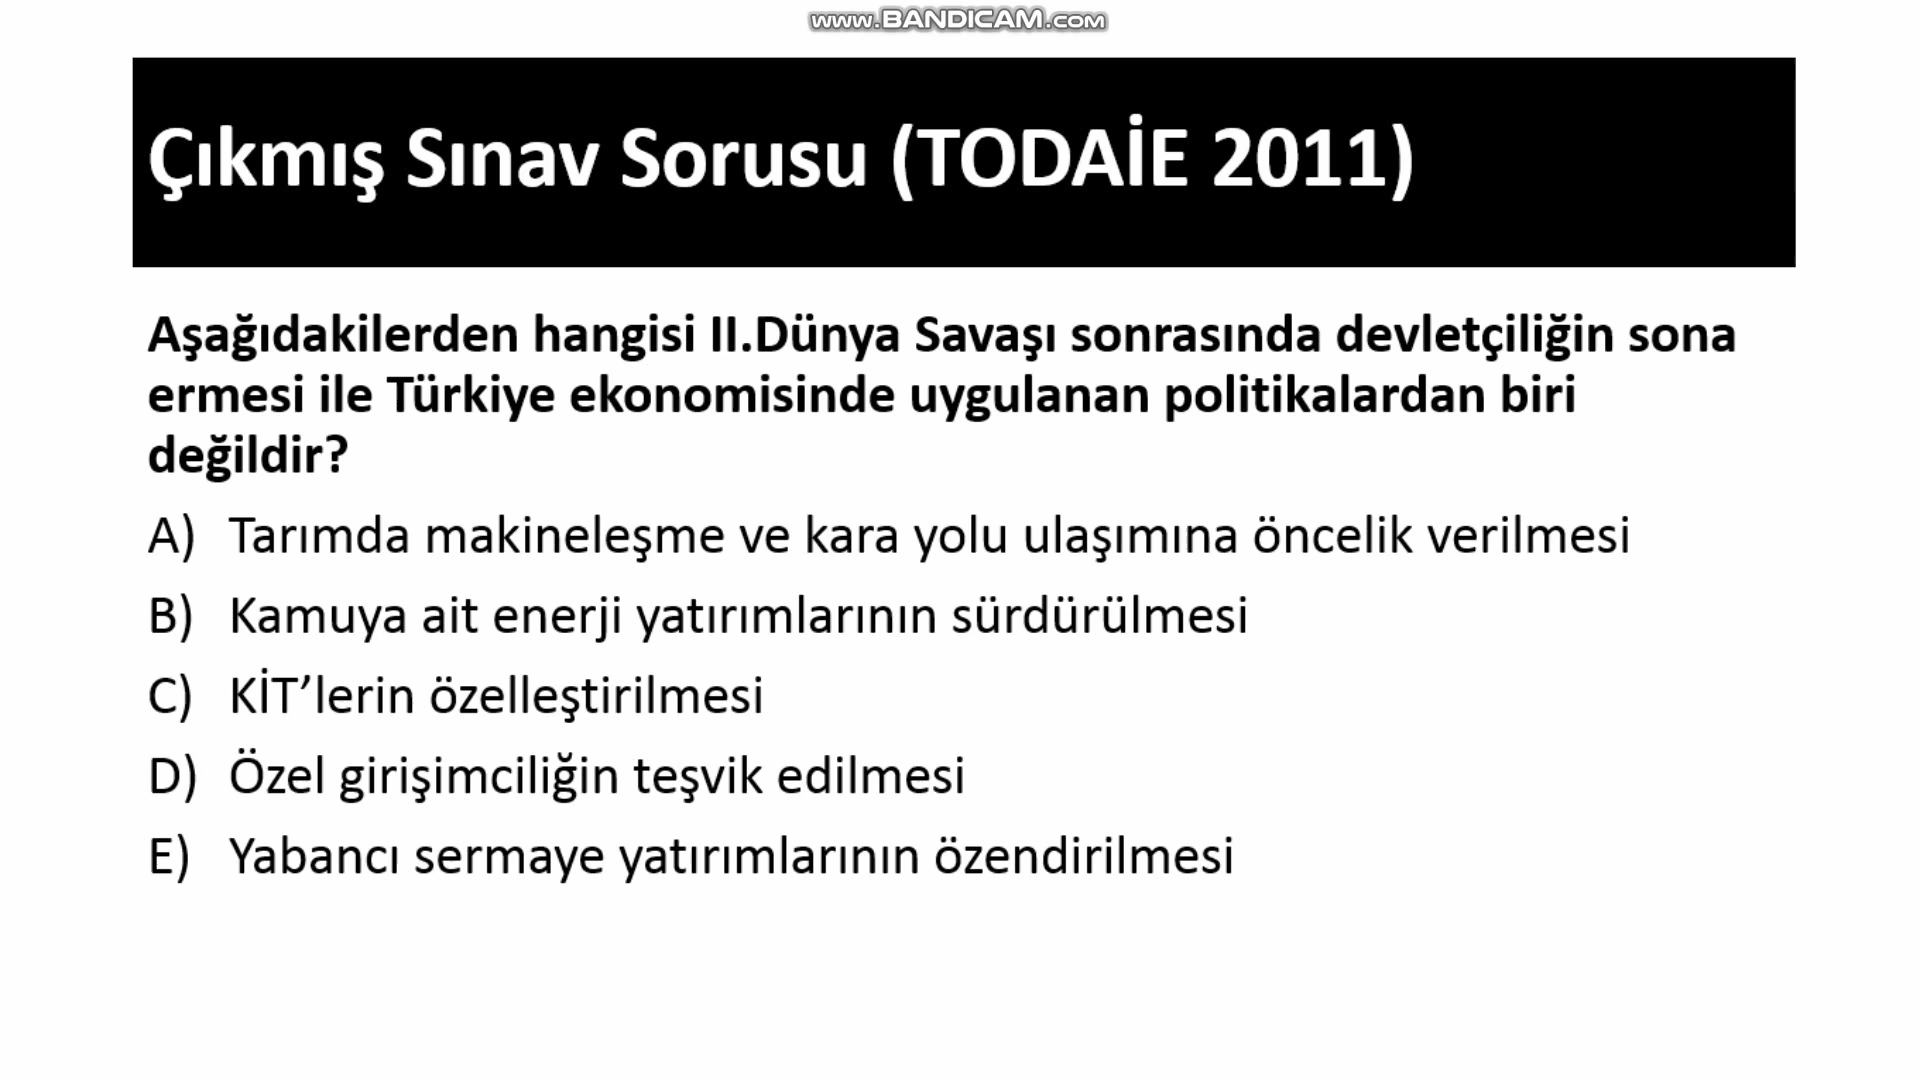 www.BANDICAM.com
Çıkmış Sınav Sorusu (TODAİE 2011)
Aşağıdakilerden hangisi II.Dünya Savaşı sonrasında devletçiliğin sona
ermesi ile Türkiye ekonomisinde uygulanan politikalardan biri
değildir?
A) Tarımda makineleşme ve kara yolu ulaşımına öncelik verilmesi
B) Kamuya ait enerji yatırımlarının sürdürülmesi
C) KİT’lerin özelleştirilmesi
D) Özel girişimciliğin teşvik edilmesi
E) Yabancı sermaye yatırımlarının özendirilmesi